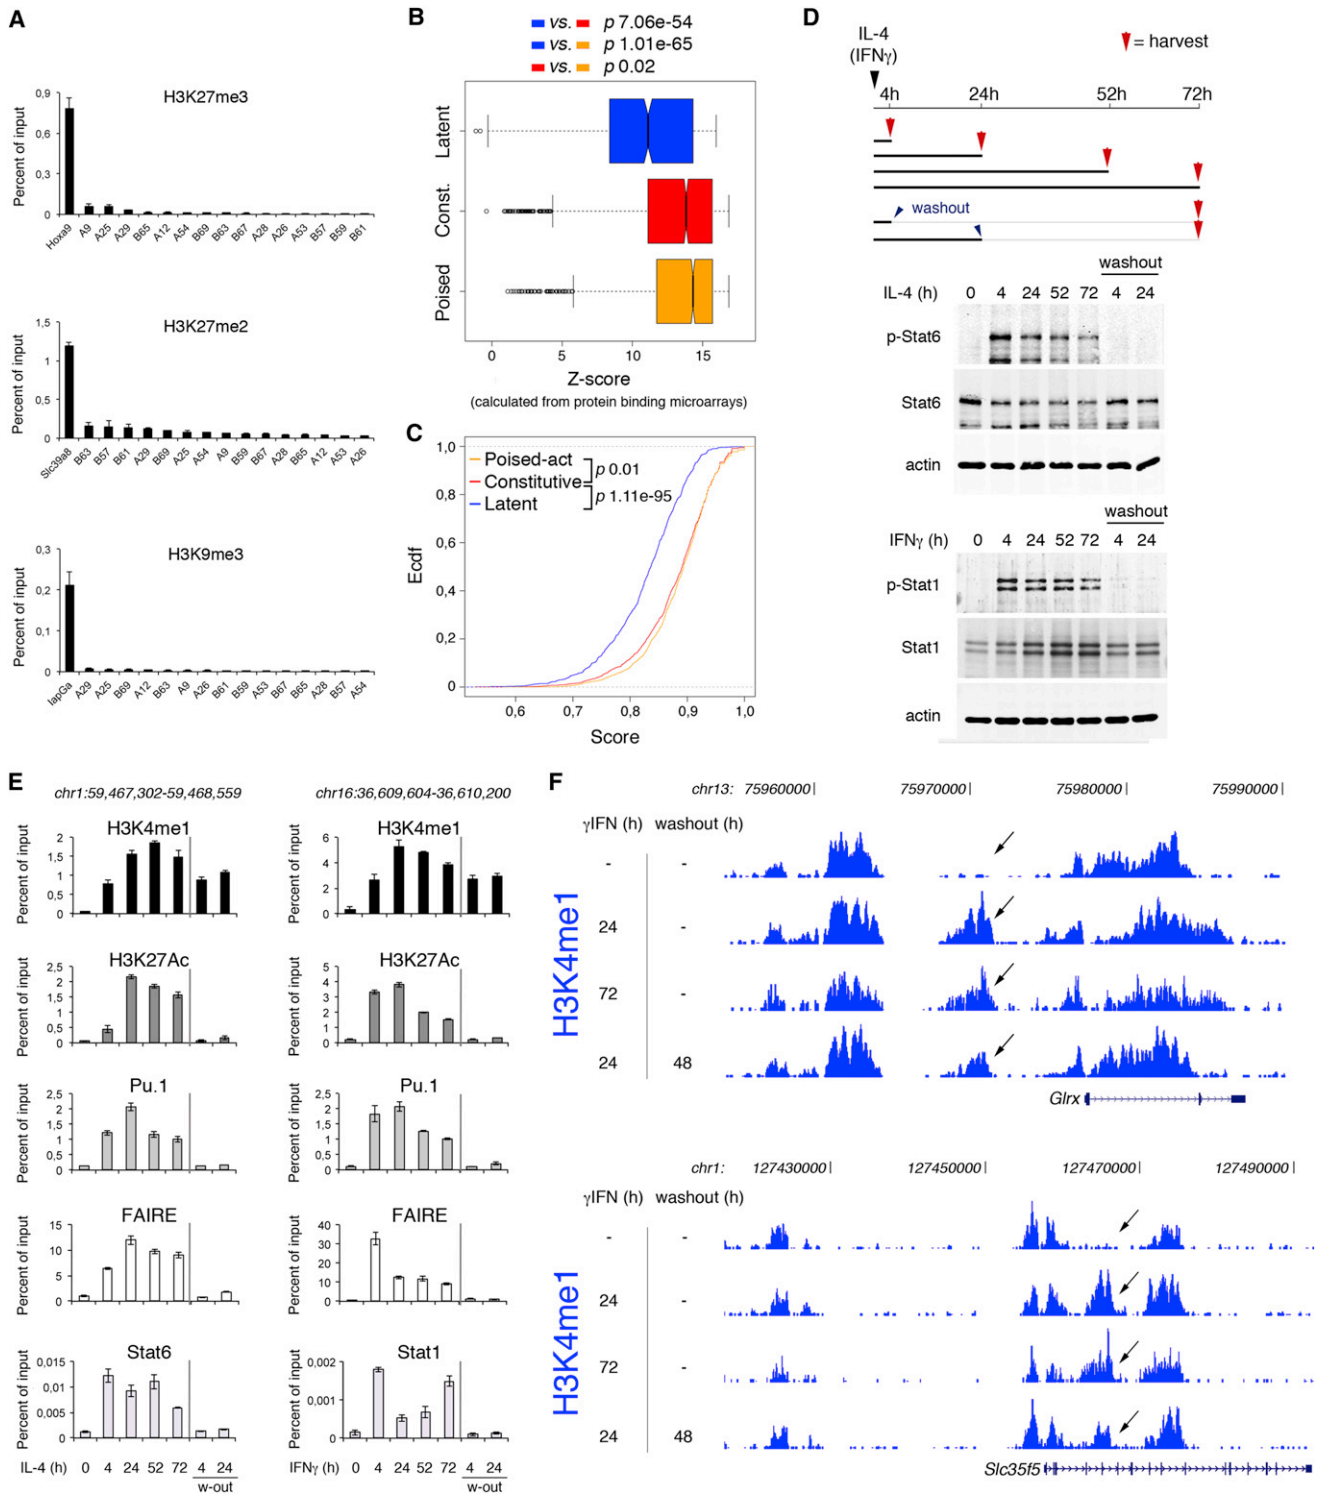 A
H3K27me3
Percent of input
0,9
0,6
0,3
0
Hoxa9 A9 A25 A29 B65 A12 A54 B69 B63 B67 A28 A26 A53 B57 B59 B61
H3K27me2
Percent of input
1,5
1
0,5
0
Slc39a8 B63 B57 B61 A29 B69 A25 A54 A9 B59 B67 A28 B65 A12 A53 A26
H3K9me3
Percent of input
0,3
0,2
0,1
0
IapGa A29 A25 B69 A12 B63 A9 A26 B61 B59 A53 B67 B65 A28 B57 A54
B
vs. p 7.06e-54
vs. p 1.01e-65
vs. p 0.02
Latent
Const.
Poised
0 5 10 15
Z-score
(calculated from protein binding microarrays)
C
Ecdf
1,0
0,8
0,6
0,4
0,2
0
Poised-act
Constitutive
Latent
p 0.01
p 1.11e-95
0,6 0,7 0,8 0,9 1,0
Score
D
IL-4
(IFNγ)
= harvest
4h 24h 52h 72h
washout
washout
IL-4 (h) 0 4 24 52 72 4 24
p-Stat6
Stat6
actin
washout
IFNγ (h) 0 4 24 52 72 4 24
p-Stat1
Stat1
actin
E
chr1:59,467,302-59,468,559
H3K4me1
Percent of input
2
1,5
1
0,5
0
H3K27Ac
Percent of input
2,5
2
1,5
1
0,5
0
Pu.1
Percent of input
2,5
2
1,5
1
0,5
0
FAIRE
Percent of input
15
10
5
0
Stat6
Percent of input
0,015
0,01
0,005
0
IL-4 (h) 0 4 24 52 72 4 24
w-out
chr16:36,609,604-36,610,200
H3K4me1
Percent of input
6
4
2
0
H3K27Ac
Percent of input
5
4
3
2
1
0
Pu.1
Percent of input
2,5
2
1,5
1
0,5
0
FAIRE
Percent of input
40
30
20
10
0
Stat1
Percent of input
0,002
0,001
0
IFNγ (h) 0 4 24 52 72 4 24
w-out
F
chr13: 75960000 75970000 75980000 75990000
γIFN (h) washout (h)
H3K4me1
- -
24 -
72 -
24 48
Glrx
chr1: 127430000 127450000 127470000 127490000
γIFN (h) washout (h)
H3K4me1
- -
24 -
72 -
24 48
Slc35f5